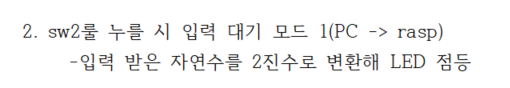 2. sw2룰 누를 시 입력 대기 모드 1(PC -> rasp)
-입력 받은 자연수를 2진수로 변환해 LED 점등